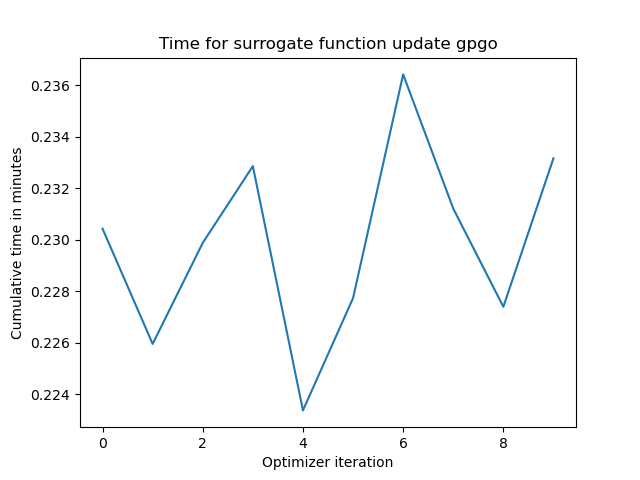 Time for surrogate function update gpgo
0.236
0.234
0.232
0.230
0.228
0.226
0.224
Cumulative time in minutes
0 2 4 6 8
Optimizer iteration